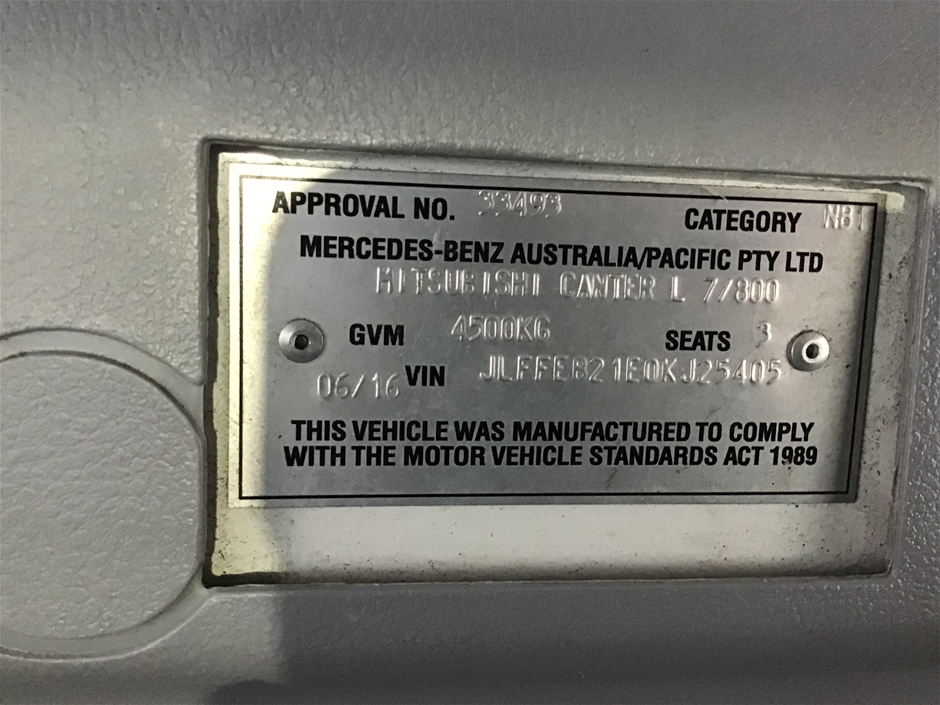 APPROVAL NO. 33493 CATEGORY NB1
MERCEDES-BENZ AUSTRALIA/PACIFIC PTY LTD
MITSUBISHI CANTER L 7/800
GVM 4500KG SEATS 3
06/16 VIN JLFFEB21E0KJ25405
THIS VEHICLE WAS MANUFACTURED TO COMPLY
WITH THE MOTOR VEHICLE STANDARDS ACT 1989